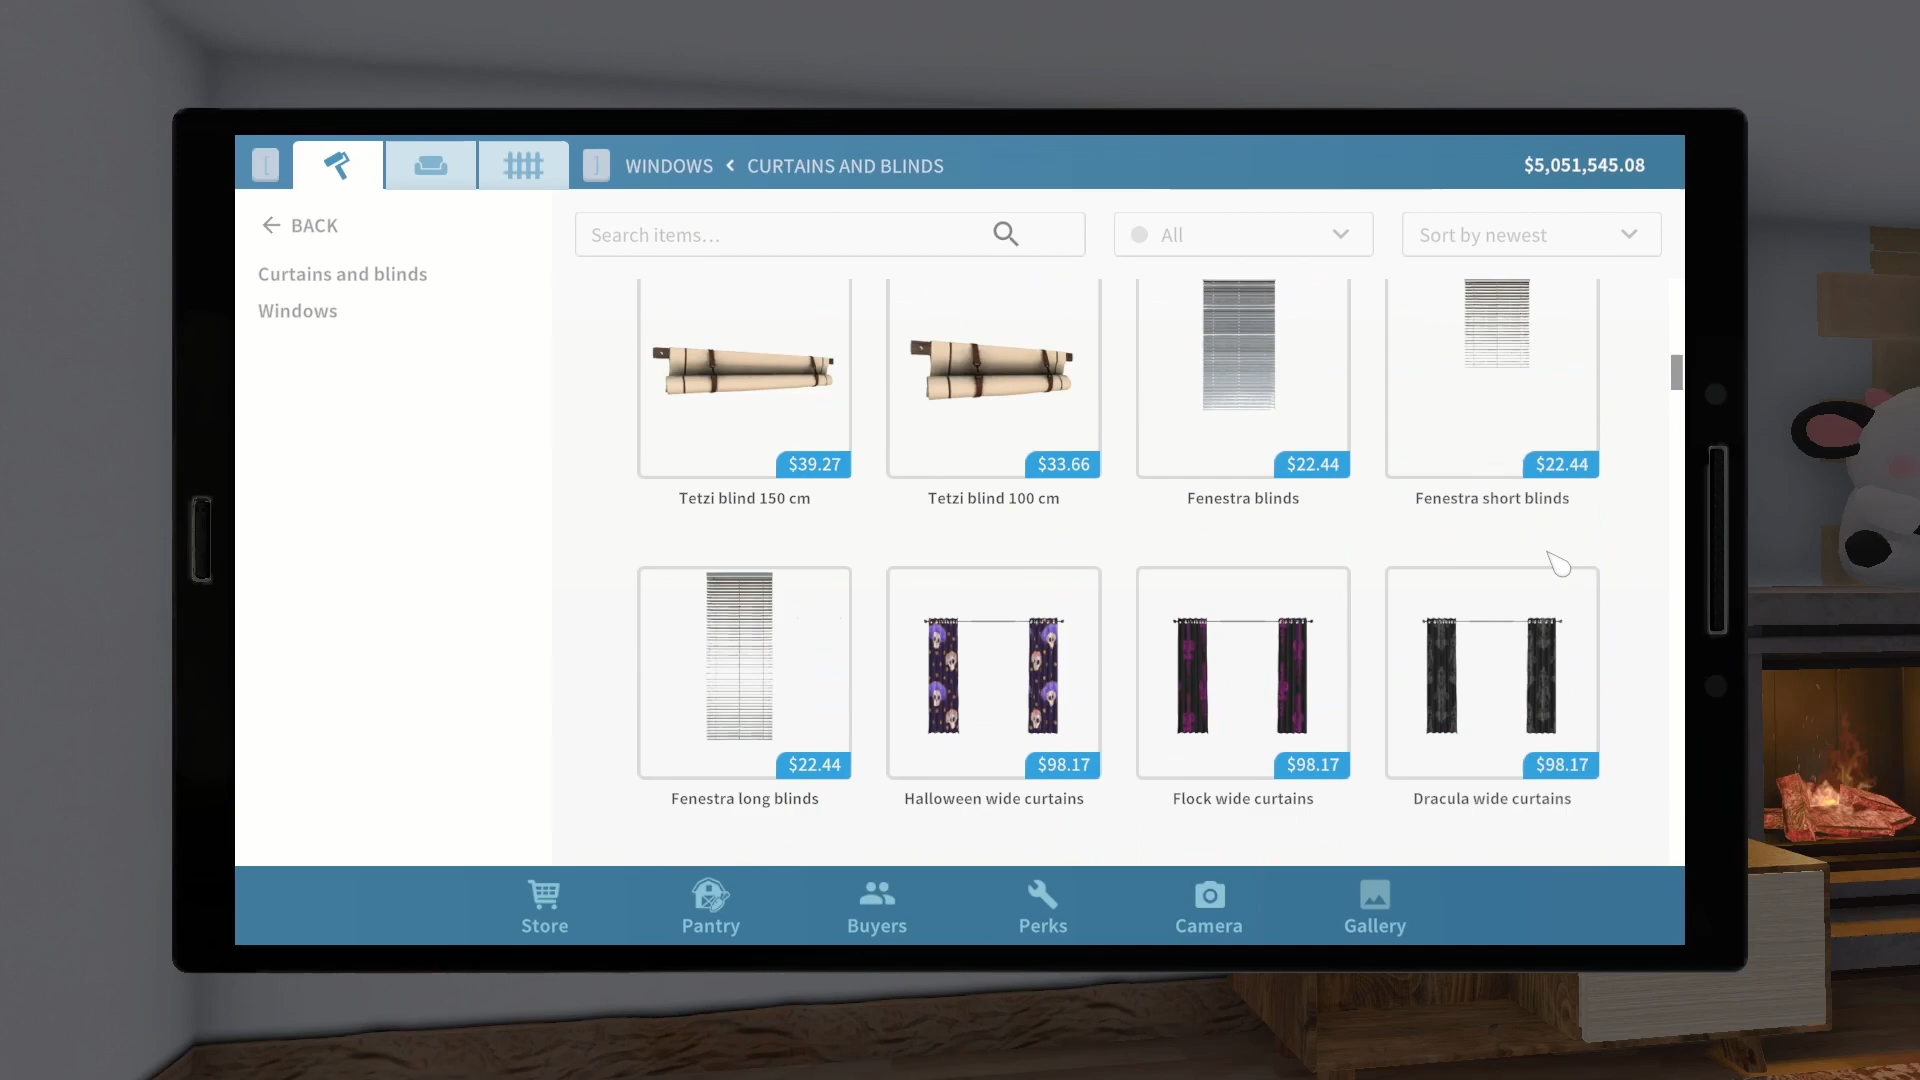 [
]
WINDOWS < CURTAINS AND BLINDS
$5,051,545.08
BACK
Curtains and blinds
Windows
Search items...
All
Sort by newest
$39.27
$33.66
$22.44
$22.44
Tetzi blind 150 cm
Tetzi blind 100 cm
Fenestra blinds
Fenestra short blinds
$22.44
$98.17
$98.17
$98.17
Fenestra long blinds
Halloween wide curtains
Flock wide curtains
Dracula wide curtains
Store
Pantry
Buyers
Perks
Camera
Gallery